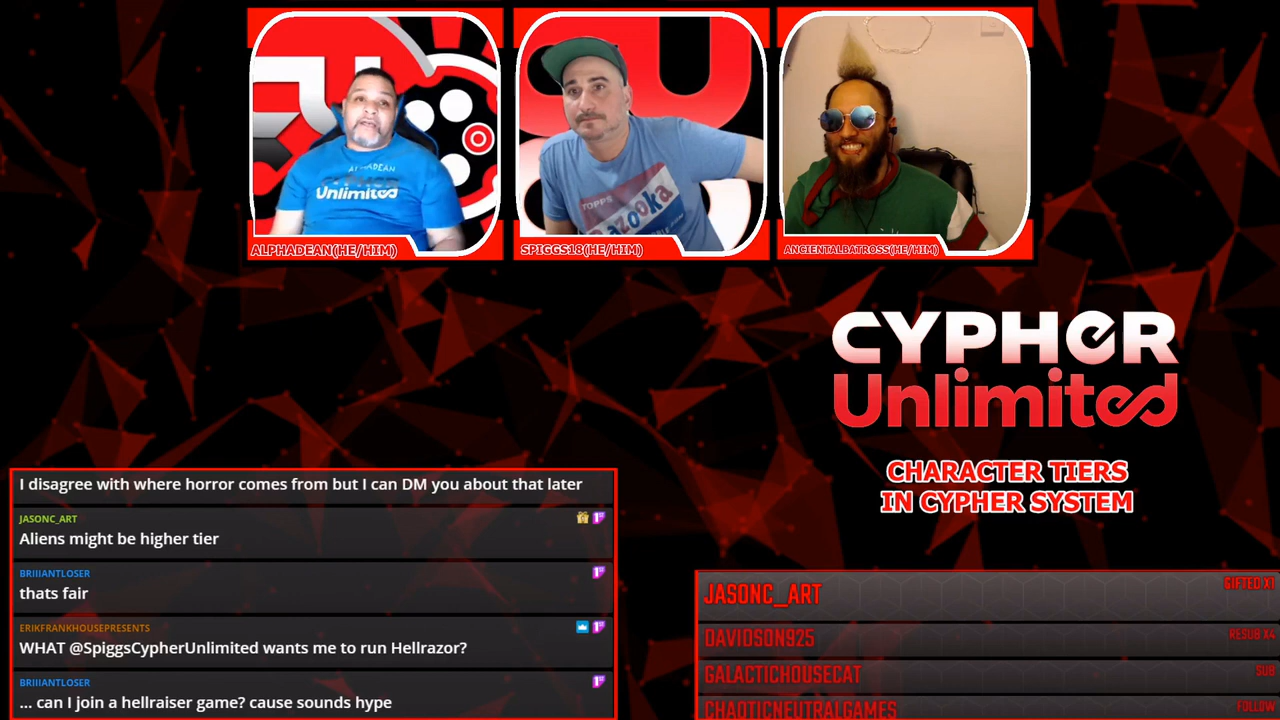 ALPHADEAN
CYPHER
Unlimited
TOPPS
Bazooka
ALPHADEAN(HE/HIM)
SPIGGS18(HE/HIM)
ANCIENTALBATROSS(HE/HIM)
CYPHER
Unlimited
CHARACTER TIERS
IN CYPHER SYSTEM
I disagree with where horror comes from but I can DM you about that later
JASONC_ART
Aliens might be higher tier
BRIIIANTLOSER
thats fair
ERIKFRANKHOUSEPRESENTS
WHAT @SpiggsCypherUnlimited wants me to run Hellrazor?
BRIIIANTLOSER
... can I join a hellraiser game? cause sounds hype
JASONC_ART GIFTED X1
DAVIDSON925 RESUB X4
GALACTICHOUSECAT SUB
CHAOTICNEUTRALGAMES FOLLOW